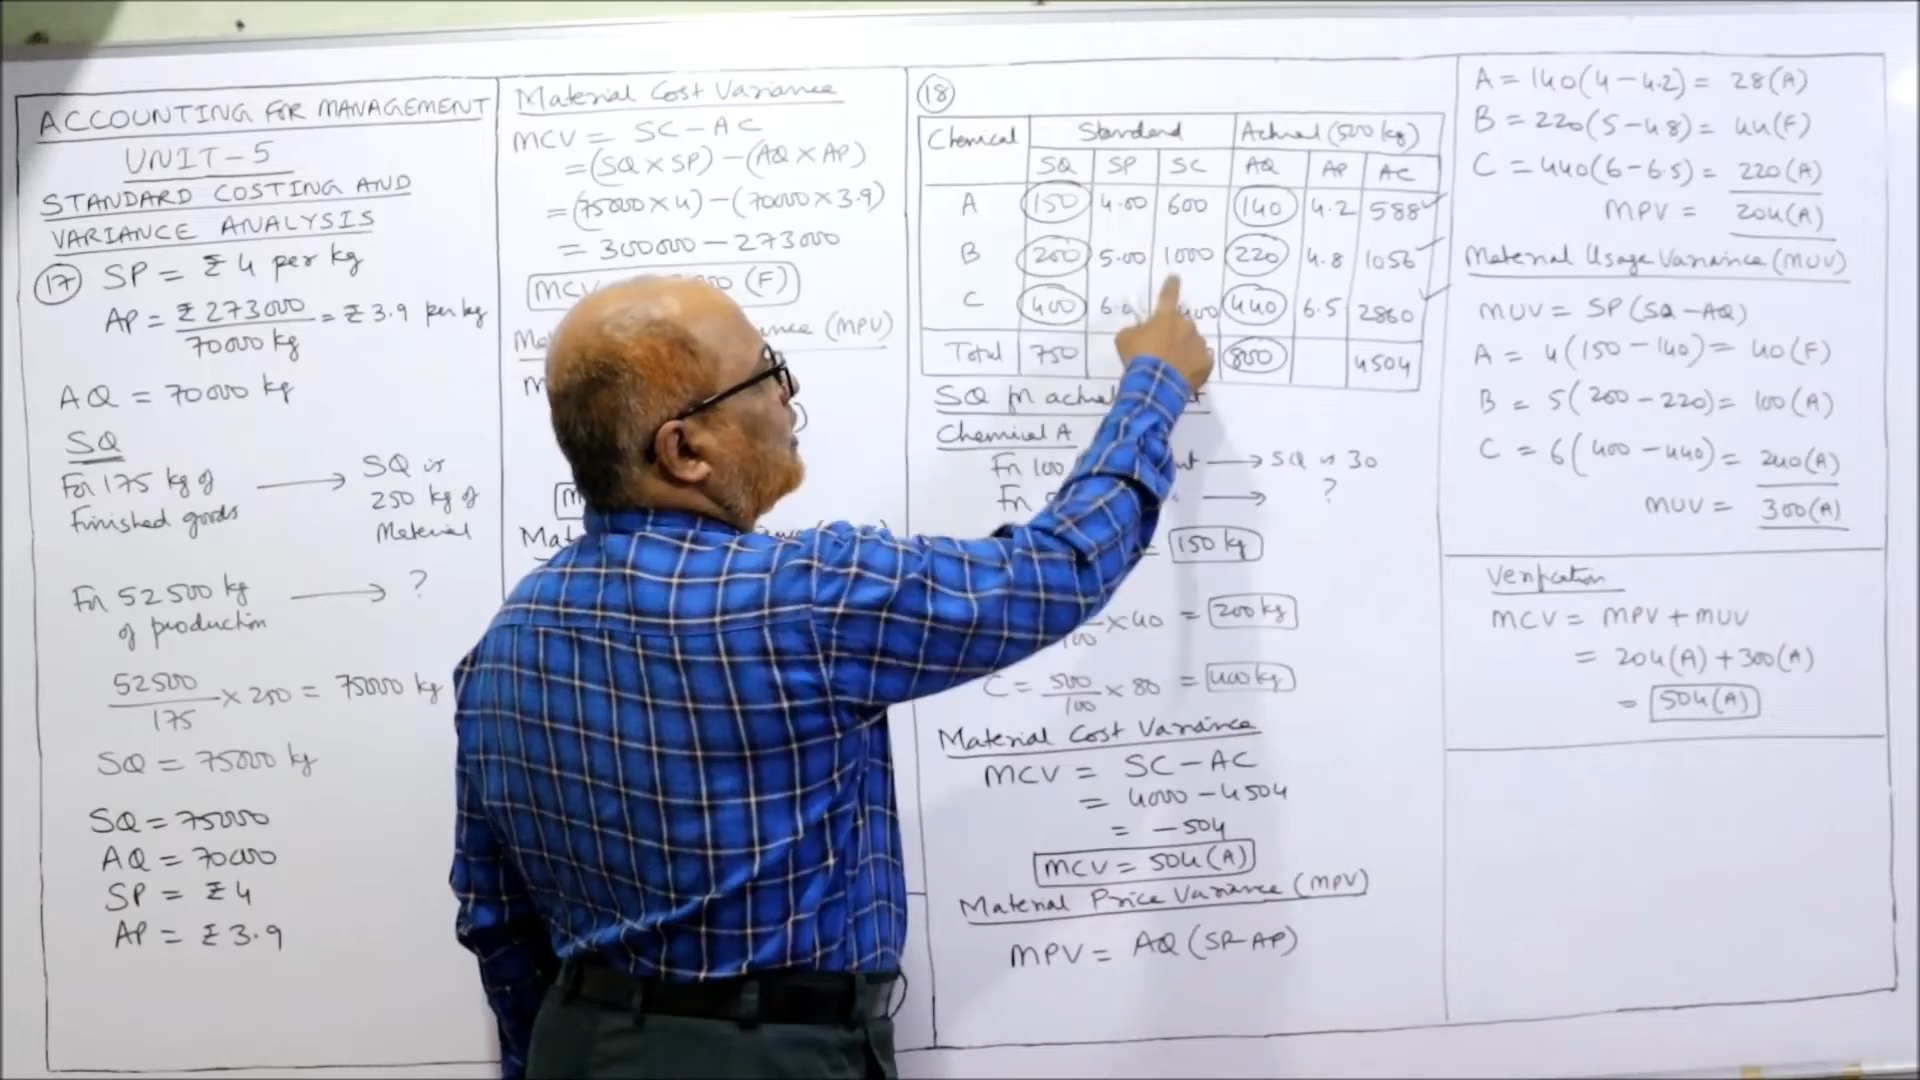 ACCOUNTING FOR MANAGEMENT
UNIT-5
STANDARD COSTING AND
VARIANCE ANALYSIS
17 SP = ₹ 4 per kg
AP = ₹ 273000 / 70000 kg = ₹ 3.9 per kg
AQ = 70000 kg
SQ
For 175 kg of Finished goods → SQ is 250 kg of Material
For 52500 kg of production → ?
52500 / 175 × 250 = 75000 kg
SQ = 75000 kg
SQ = 75000
AQ = 70000
SP = ₹ 4
AP = ₹ 3.9
Material Cost Variance
MCV = SC - AC
= (SQ × SP) - (AQ × AP)
= (75000 × 4) - (70000 × 3.9)
= 300000 - 273000
MCV (F)
(MPV)
18
Chemical Standard Actual (500 kg)
SQ SP SC AQ AP AC
A 150 4.00 600 140 4.2 588
B 200 5.00 1000 220 4.8 1056
C 400 440 6.5 2860
Total 750 800 4504
SQ for actual
Chemical A
For 100 → SQ is 30
For → ?
= 150 kg
× 40 = 200 kg
C = 500 / 100 × 80 = 400 kg
Material Cost Variance
MCV = SC - AC
= 4000 - 4504
= - 504
MCV = 504 (A)
Material Price Variance (MPV)
MPV = AQ (SP - AP)
A = 140 (4 - 4.2) = 28 (A)
B = 220 (5 - 4.8) = 44 (F)
C = 440 (6 - 6.5) = 220 (A)
MPV = 204 (A)
Material Usage Variance (MUV)
MUV = SP (SQ - AQ)
A = 4 (150 - 140) = 40 (F)
B = 5 (200 - 220) = 100 (A)
C = 6 (400 - 440) = 240 (A)
MUV = 300 (A)
Verification
MCV = MPV + MUV
= 204 (A) + 300 (A)
= 504 (A)